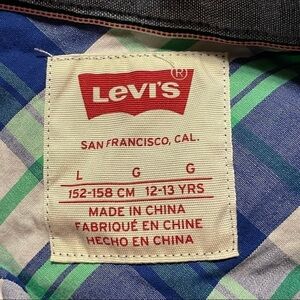 LEVI'S ®
SAN FRANCISCO, CAL.
L G G
152-158 CM 12-13 YRS
MADE IN CHINA
FABRIQUÉ EN CHINE
HECHO EN CHINA